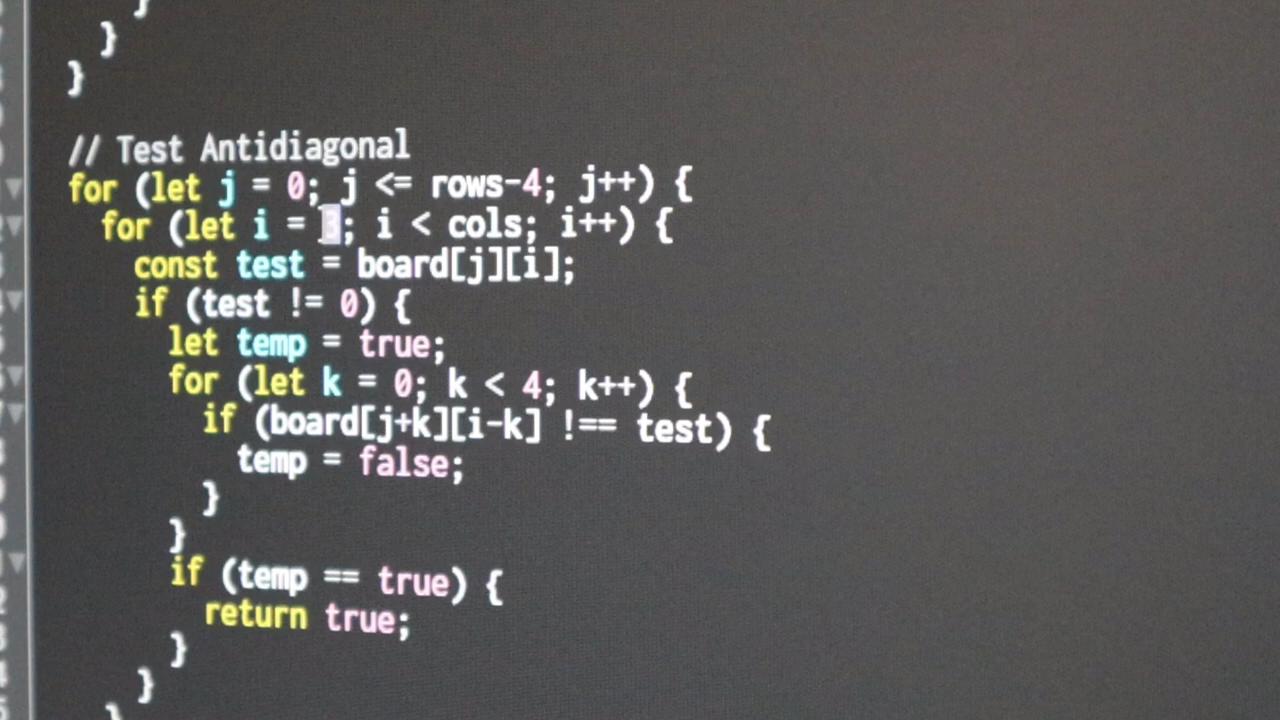 }
}
}

// Test Antidiagonal
for (let j = 0; j <= rows-4; j++) {
  for (let i = 3; i < cols; i++) {
    const test = board[j][i];
    if (test != 0) {
      let temp = true;
      for (let k = 0; k < 4; k++) {
        if (board[j+k][i-k] !== test) {
          temp = false;
        }
      }
      if (temp == true) {
        return true;
      }
    }
  }